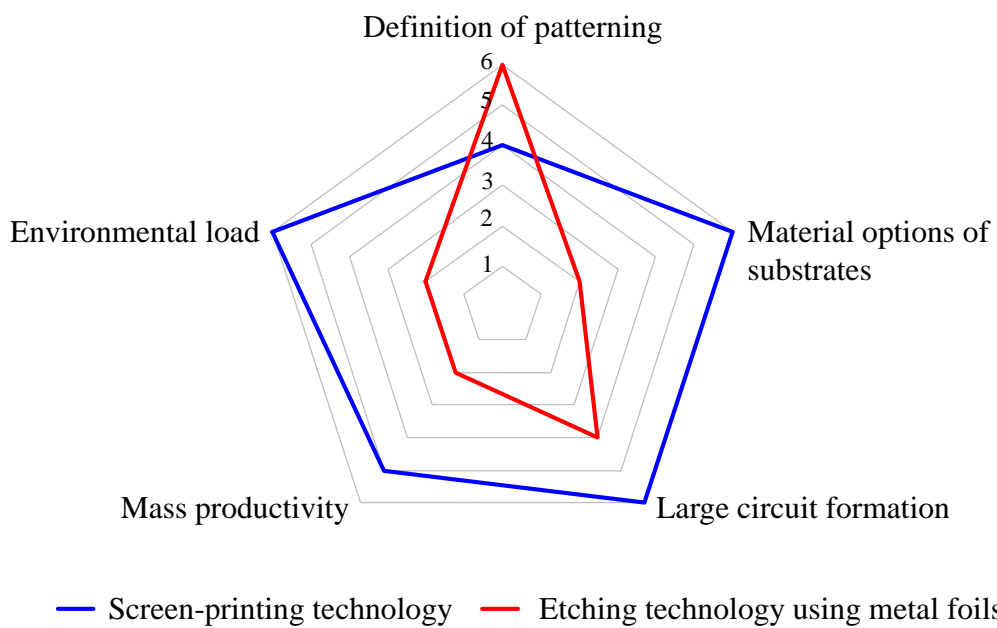 Definition of patterning
6
5
4
3
2
1
Environmental load
Material options of
substrates
Mass productivity
Large circuit formation
Screen-printing technology
Etching technology using metal foils